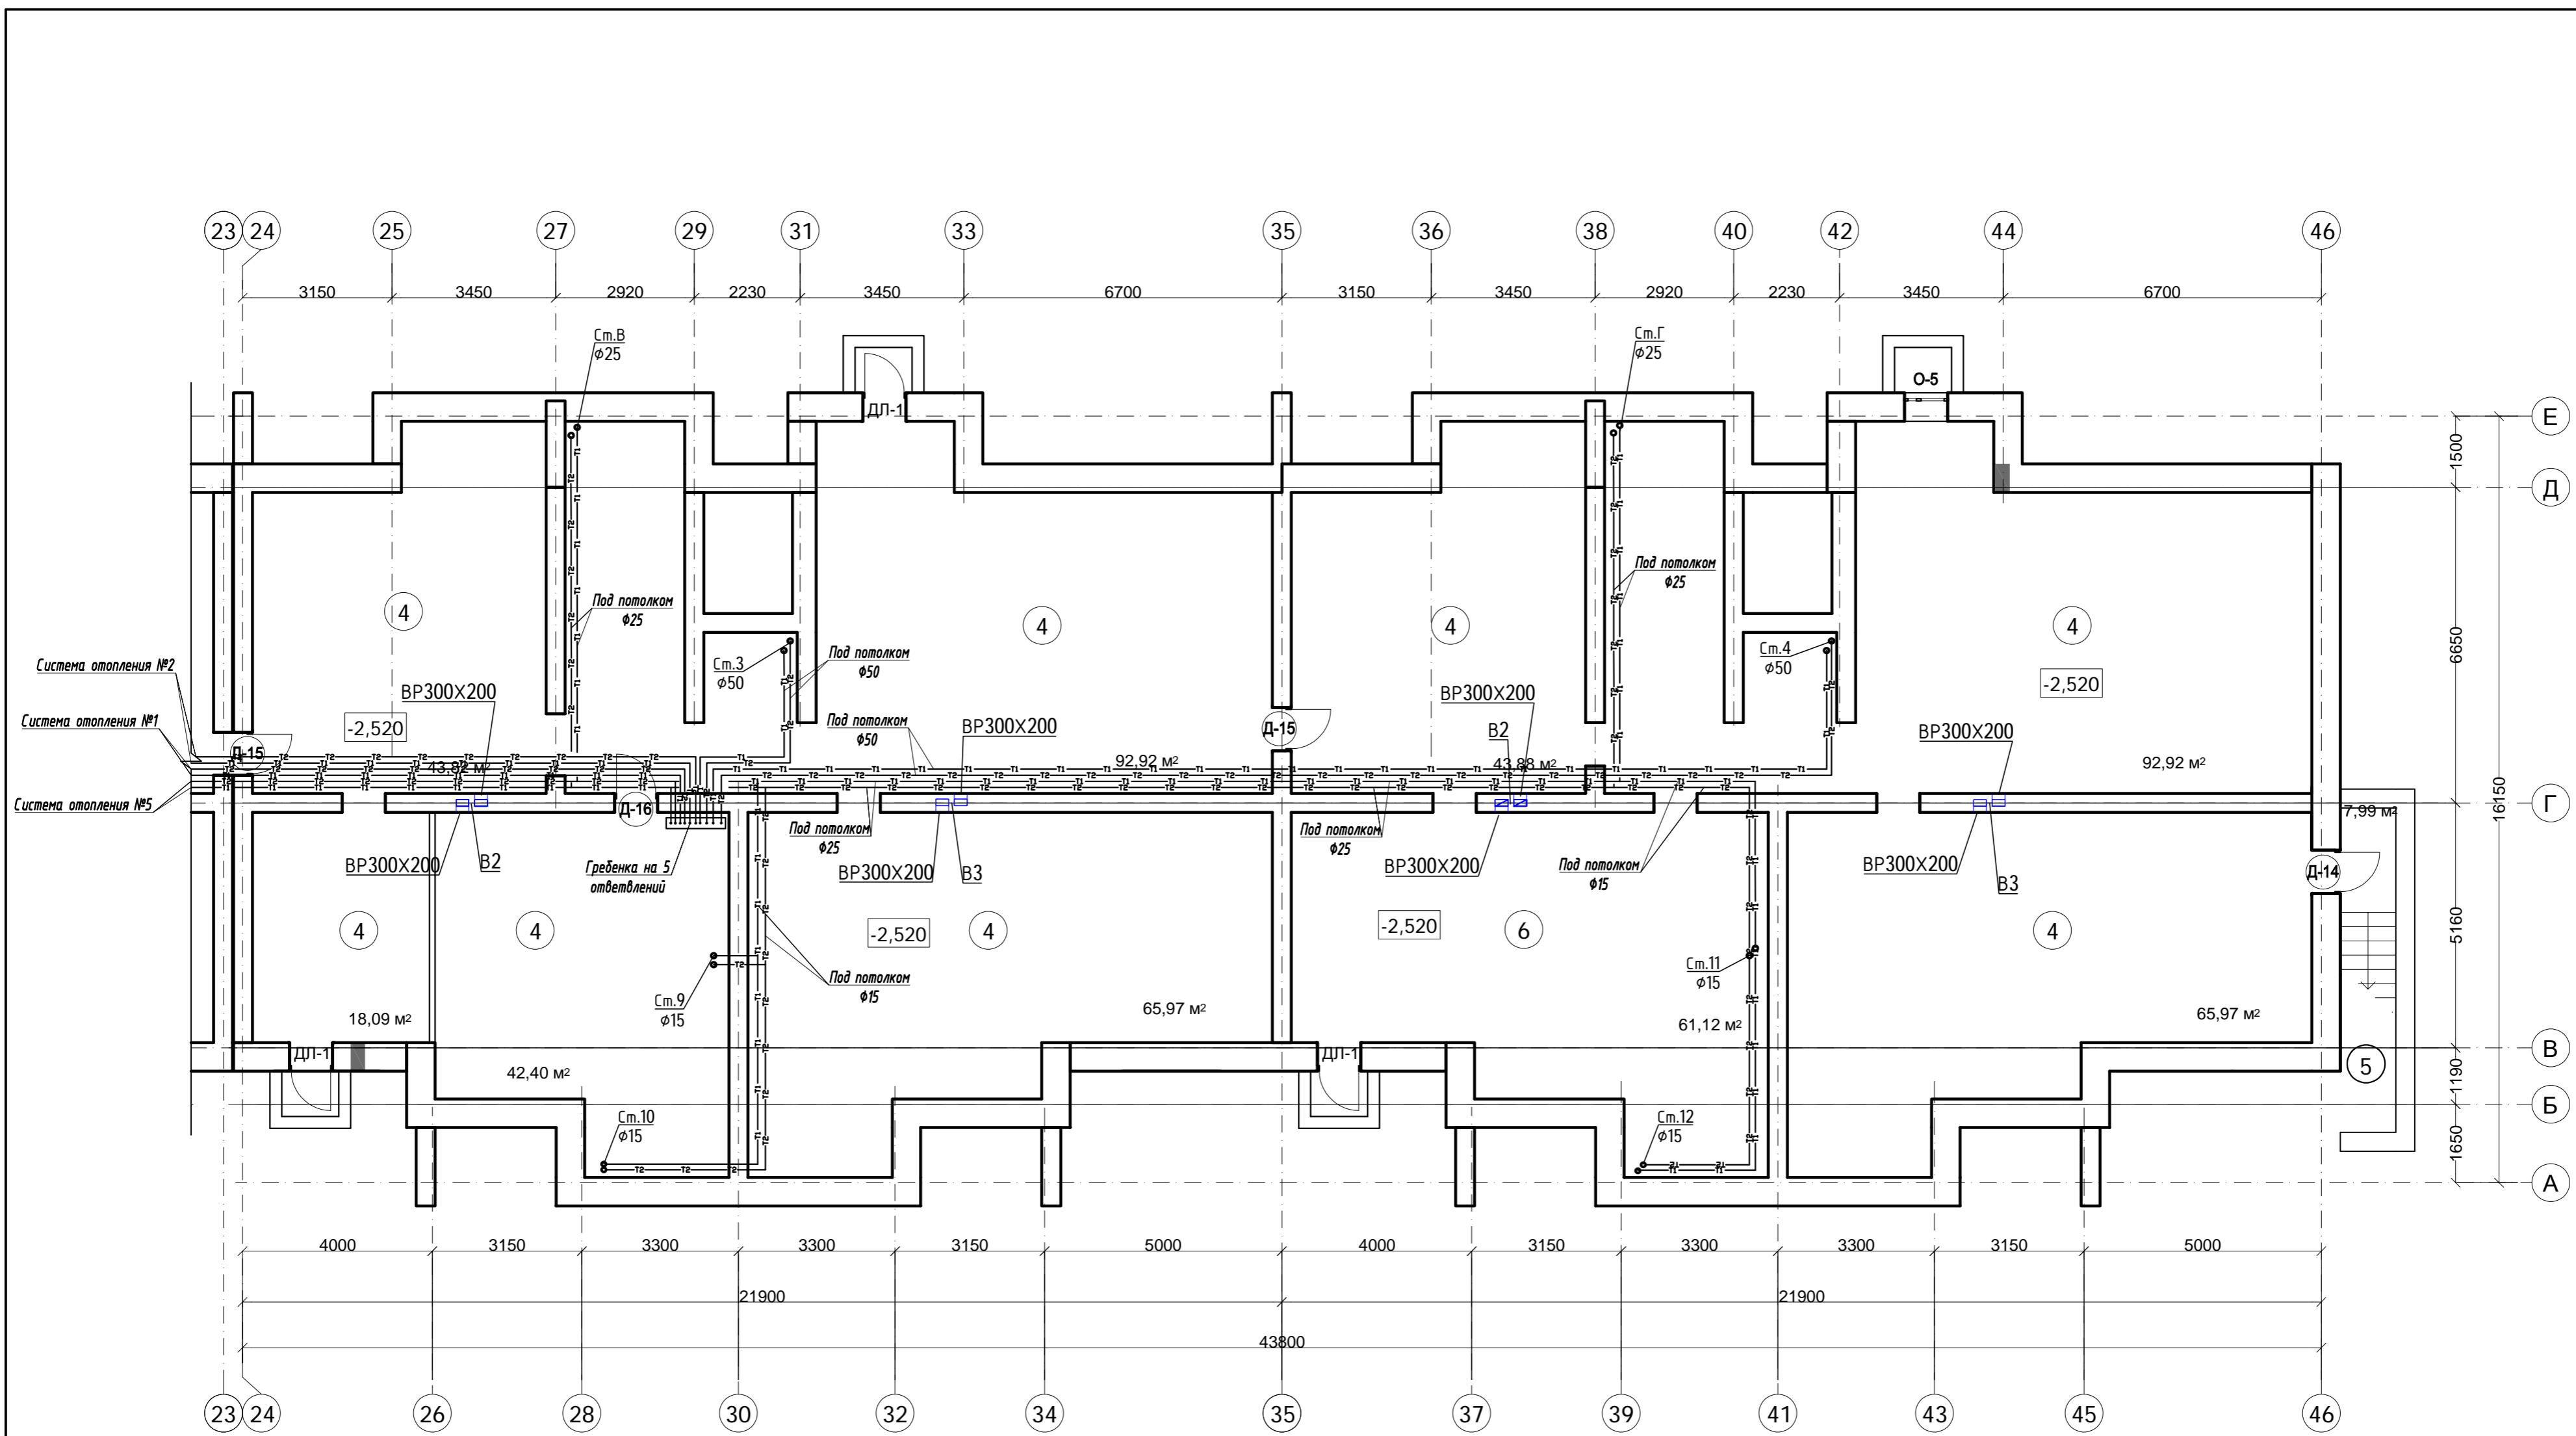 23 24 25 27 29 31 33 35 36 38 40 42 44 46
3150 3450 2920 2230 3450 6700 3150 3450 2920 2230 3450 6700
Ст.В
ф25
Ст.Г
ф25
О-5
ДЛ-1
Е
1500
Д
Под потолком
ф25
Под потолком
ф25
4
4
4
4
6650
Система отопления №2
Ст.3
ф50
Под потолком
ф50
Ст.4
ф50
-2,520
ВР300Х200
ВР300Х200
Система отопления №1
-2,520
Под потолком
ф50
ВР300Х200
Д-15
В2
ВР300Х200
Д-15
43,82 м2
92,92 м2
43,88 м2
92,92 м2
Система отопления №5
Д-16
Г
16150
7,99 м2
Под потолком
ф25
Под потолком
ф25
ВР300Х200
В2
Гребенка на 5
ответвлений
ВР300Х200
В3
ВР300Х200
Под потолком
ф15
ВР300Х200
В3
Д-14
4
4
-2,520
4
-2,520
6
4
5160
Ст.9
ф15
Под потолком
ф15
Ст.11
ф15
18,09 м2
65,97 м2
61,12 м2
65,97 м2
ДЛ-1
ДЛ-1
В
5
42,40 м2
1190
Б
Ст.10
ф15
Ст.12
ф15
1650
А
T1
T2
4000 3150 3300 3300 3150 5000 4000 3150 3300 3300 3150 5000
21900 21900
43800
23 24 26 28 30 32 34 35 37 39 41 43 45 46